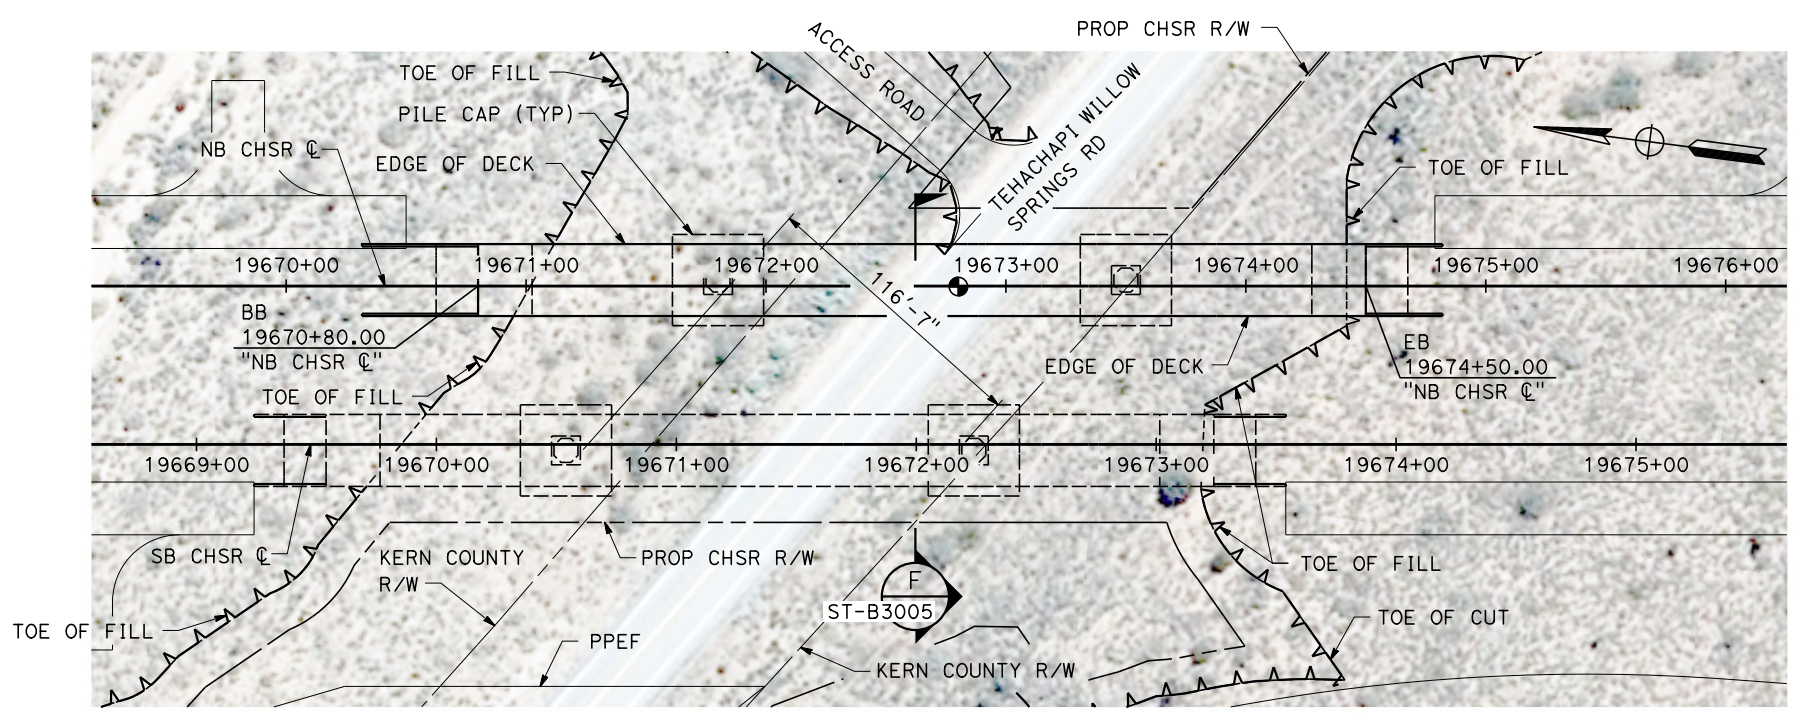 PROP CHSR R/W
ACCESS ROAD
TOE OF FILL
PILE CAP (TYP)
NB CHSR ℄
EDGE OF DECK
TEHACHAPI WILLOW
SPRINGS RD
TOE OF FILL
19670+00
19671+00
19672+00
19673+00
19674+00
19675+00
19676+00
116'-7"
BB
19670+80.00
"NB CHSR ℄"
EB
19674+50.00
"NB CHSR ℄"
EDGE OF DECK
TOE OF FILL
19669+00
19670+00
19671+00
19672+00
19673+00
19674+00
19675+00
SB CHSR ℄
KERN COUNTY
R/W
PROP CHSR R/W
TOE OF FILL
F
ST-B3005
TOE OF FILL
TOE OF CUT
PPEF
KERN COUNTY R/W